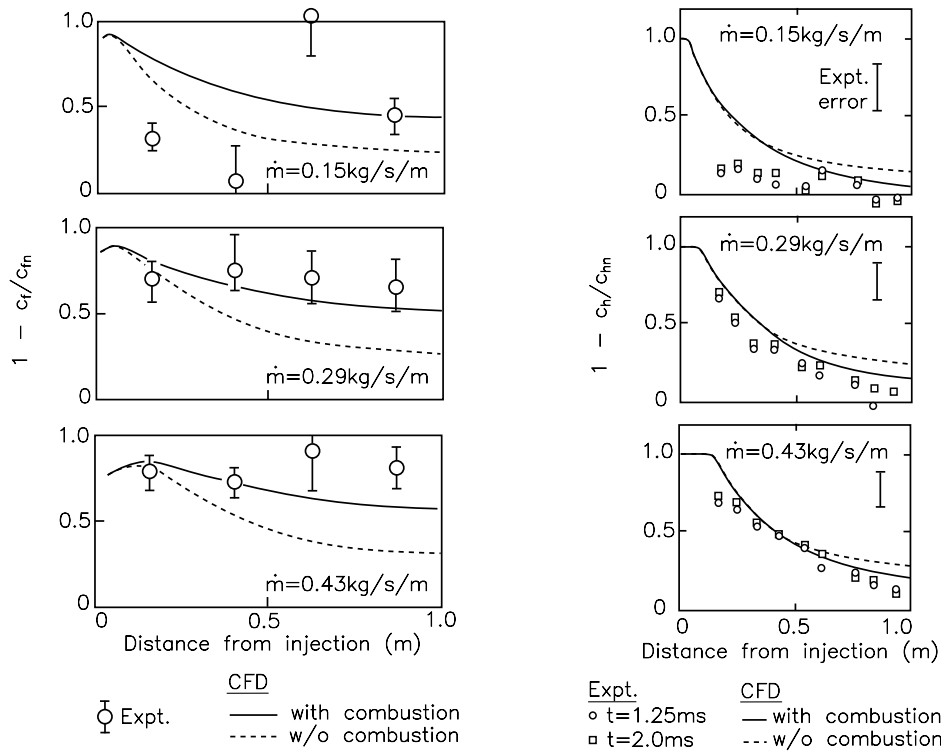 1.0
0.5
0
ṁ=0.15kg/s/m
1.0
0.5
0
ṁ=0.29kg/s/m
1 − cf/cfn
1.0
0.5
0
ṁ=0.43kg/s/m
0 0.5 1.0
Distance from injection (m)
CFD
Expt.
with combustion
w/o combustion
1.0
0.5
0
ṁ=0.15kg/s/m
Expt.
error
1.0
0.5
0
ṁ=0.29kg/s/m
1 − ch/chn
1.0
0.5
0
ṁ=0.43kg/s/m
0 0.5 1.0
Distance from injection (m)
Expt. CFD
t=1.25ms with combustion
t=2.0ms w/o combustion